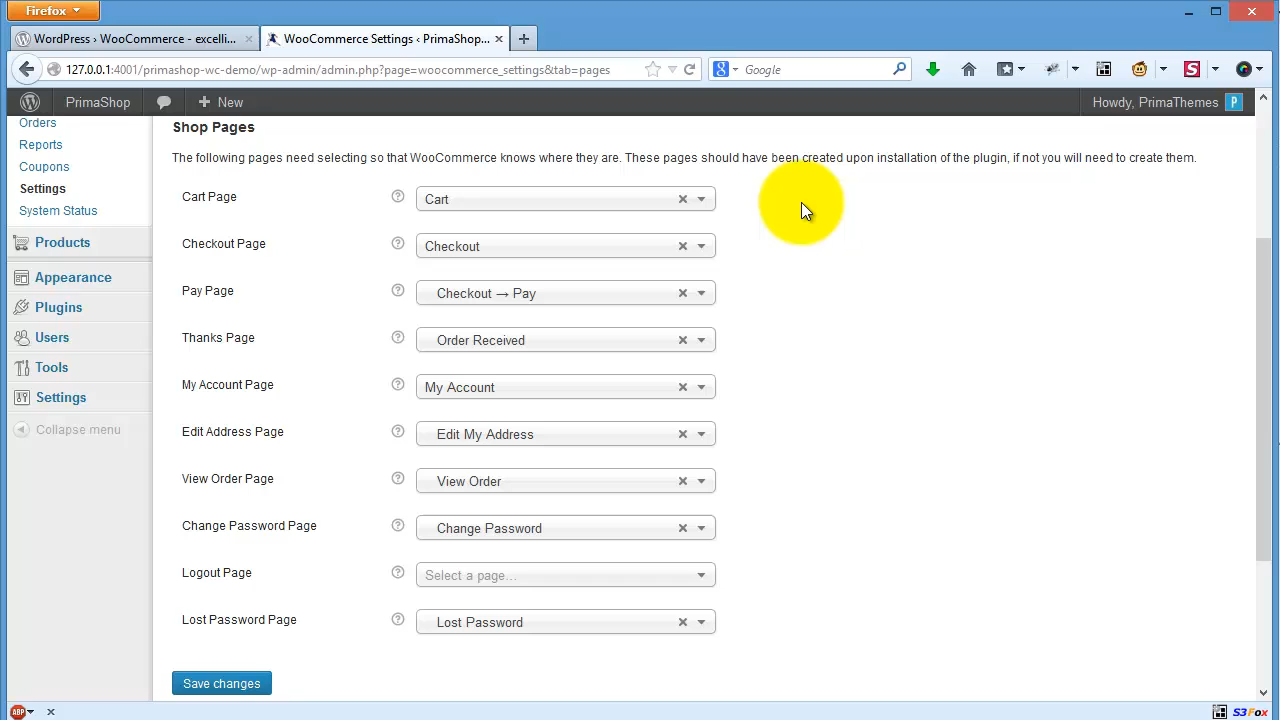 Firefox
WordPress › WooCommerce - excelli...
WooCommerce Settings ‹ PrimaShop...
127.0.0.1:4001/primashop-wc-demo/wp-admin/admin.php?page=woocommerce_settings&tab=pages
Google
PrimaShop
New
Howdy, PrimaThemes
Orders
Reports
Coupons
Settings
System Status
Products
Appearance
Plugins
Users
Tools
Settings
Collapse menu
Shop Pages
The following pages need selecting so that WooCommerce knows where they are. These pages should have been created upon installation of the plugin, if not you will need to create them.
Cart Page Cart
Checkout Page Checkout
Pay Page Checkout → Pay
Thanks Page Order Received
My Account Page My Account
Edit Address Page Edit My Address
View Order Page View Order
Change Password Page Change Password
Logout Page Select a page...
Lost Password Page Lost Password
Save changes
ABP
S3Fox